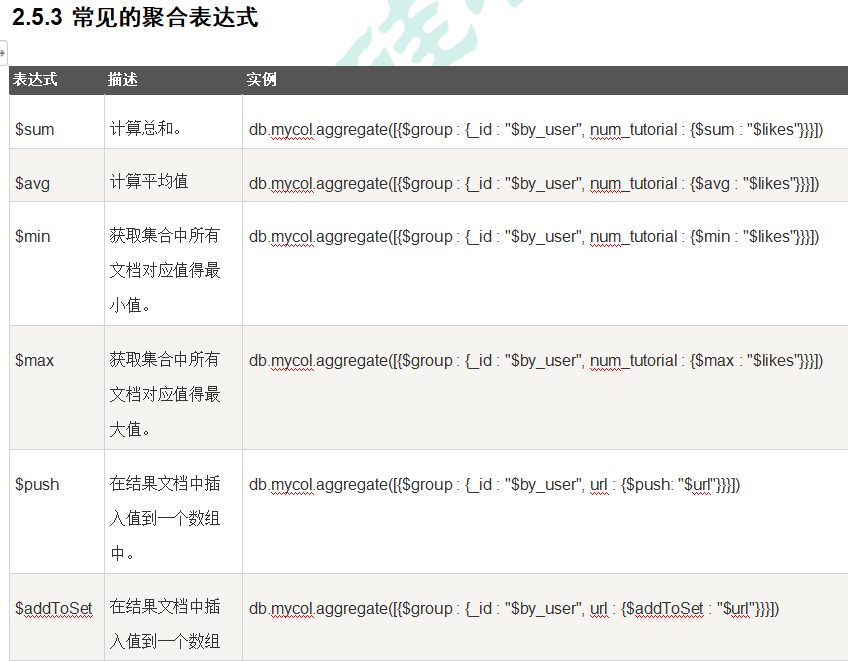 2.5.3 常见的聚合表达式
表达式 描述 实例
$sum 计算总和。 db.mycol.aggregate([{$group : {_id : "$by_user", num_tutorial : {$sum : "$likes"}}}])
$avg 计算平均值 db.mycol.aggregate([{$group : {_id : "$by_user", num_tutorial : {$avg : "$likes"}}}])
$min 获取集合中所有 db.mycol.aggregate([{$group : {_id : "$by_user", num_tutorial : {$min : "$likes"}}}])
文档对应值得最
小值。
$max 获取集合中所有 db.mycol.aggregate([{$group : {_id : "$by_user", num_tutorial : {$max : "$likes"}}}])
文档对应值得最
大值。
$push 在结果文档中插 db.mycol.aggregate([{$group : {_id : "$by_user", url : {$push: "$url"}}}])
入值到一个数组
中。
$addToSet 在结果文档中插 db.mycol.aggregate([{$group : {_id : "$by_user", url : {$addToSet : "$url"}}}])
入值到一个数组